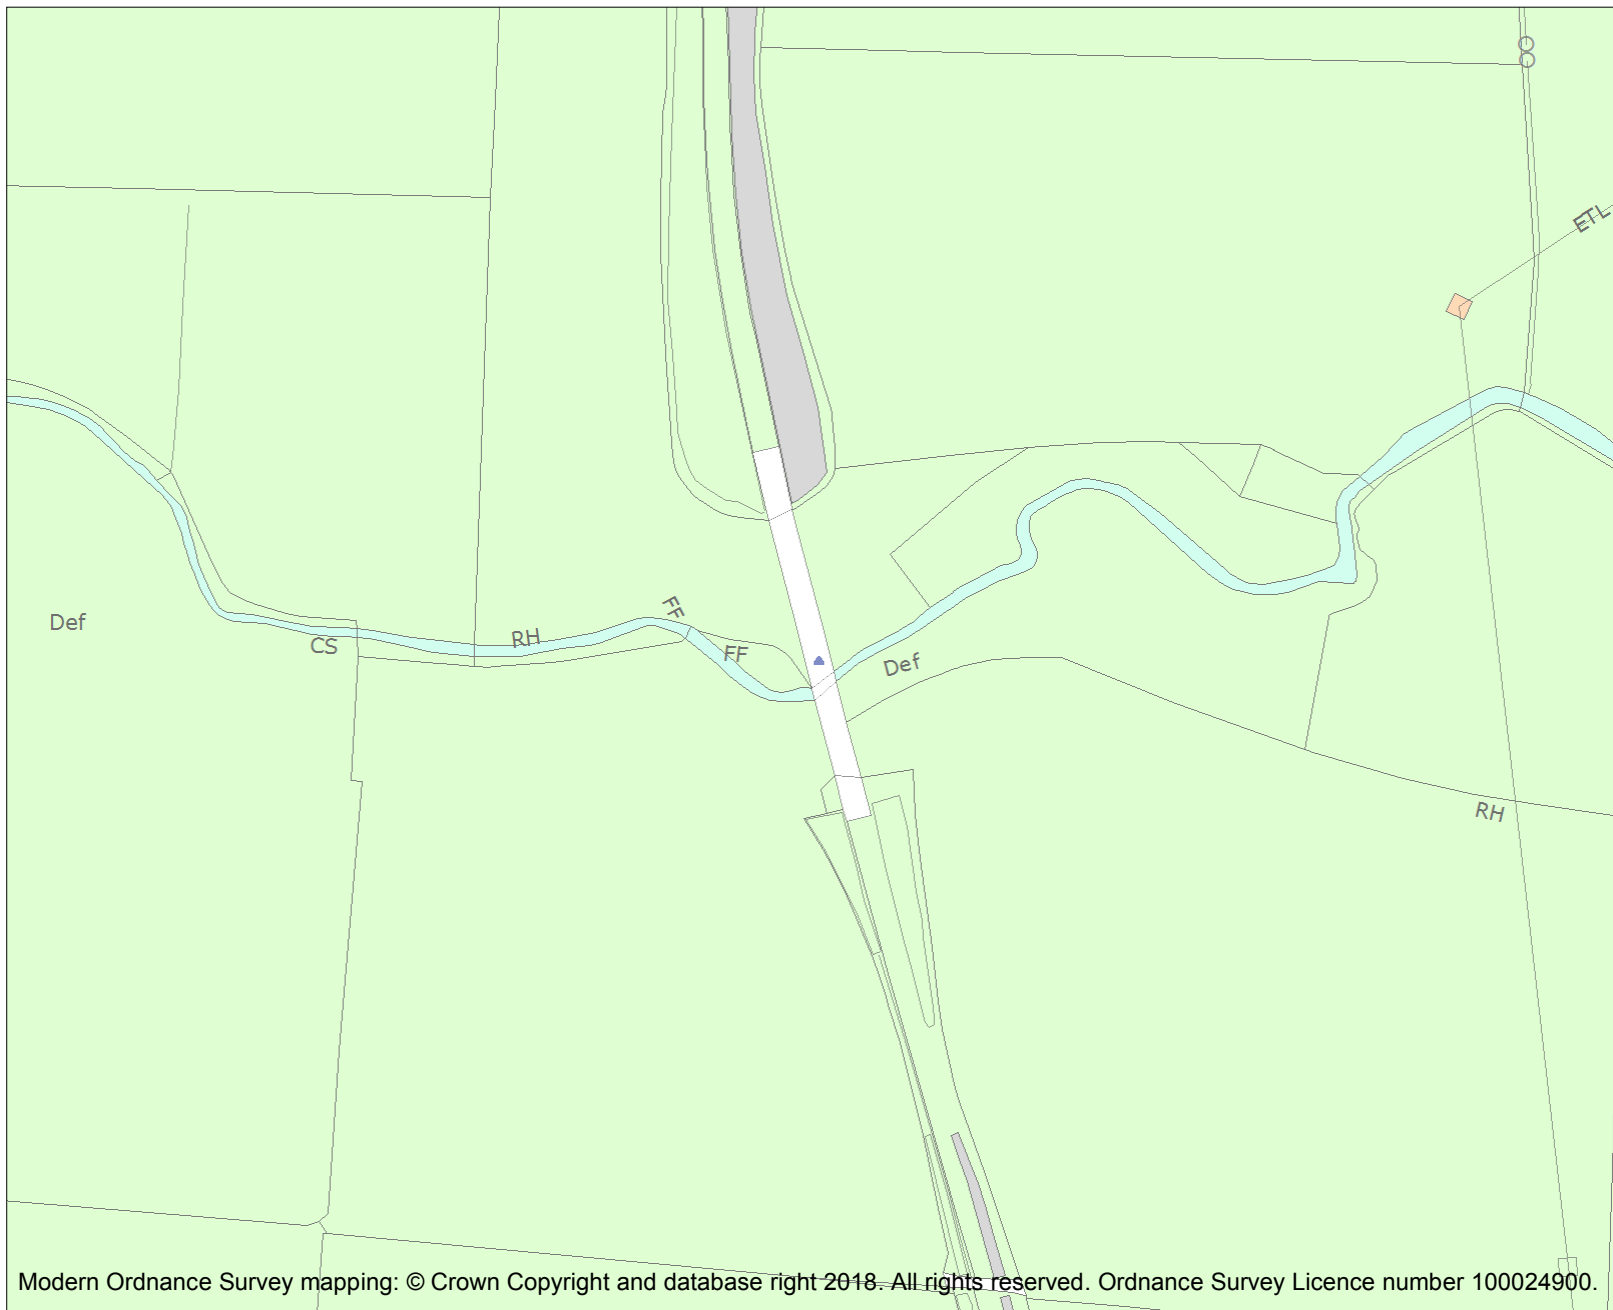 ETL
FF
Def
CS
RH
FF
Def
RH
Modern Ordnance Survey mapping: © Crown Copyright and database right 2018. All rights reserved. Ordnance Survey Licence number 100024900.